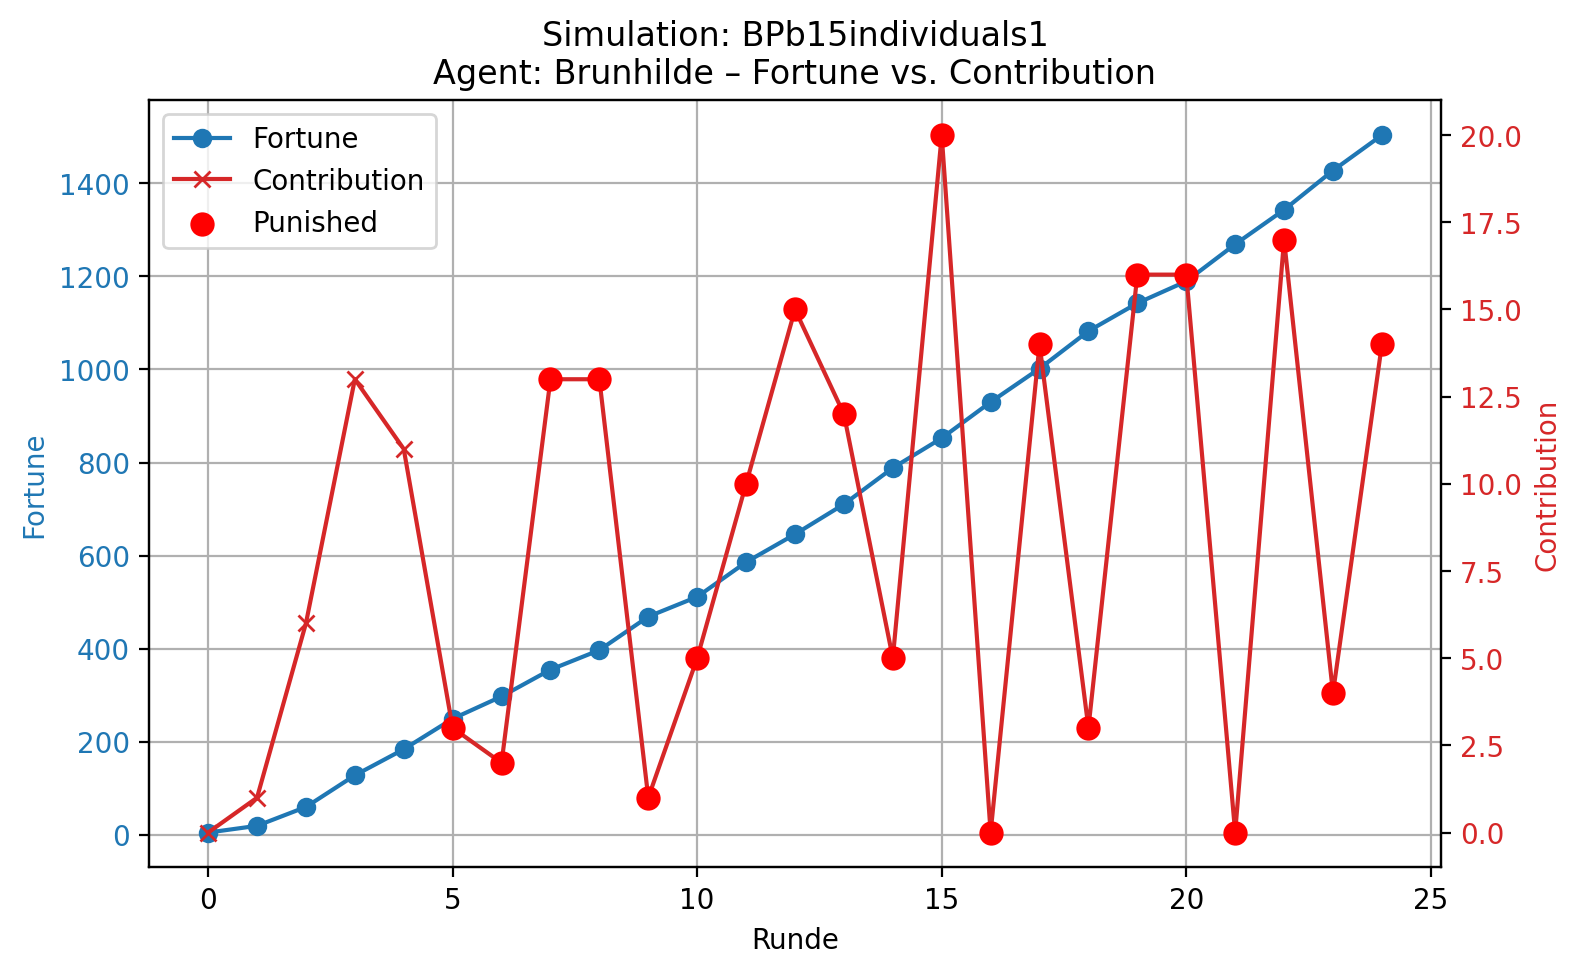 Simulation: BPb15individuals1
Agent: Brunhilde – Fortune vs. Contribution
Fortune
Contribution
Punished
1400
1200
1000
800
600
400
200
0
Fortune
20.0
17.5
15.0
12.5
10.0
7.5
5.0
2.5
0.0
Contribution
0 5 10 15 20 25
Runde